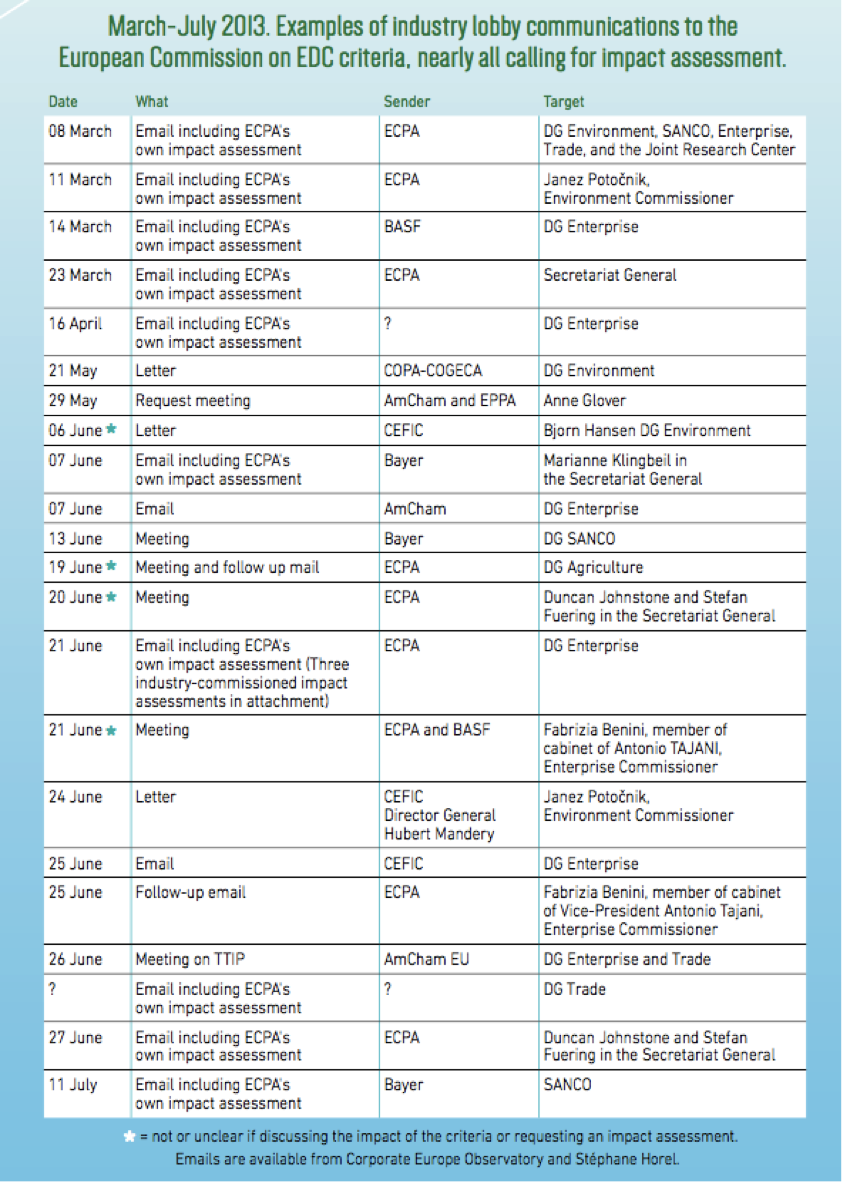 March-July 2013. Examples of industry lobby communications to the
European Commission on EDC criteria, nearly all calling for impact assessment.
Date What Sender Target
08 March Email including ECPA's ECPA DG Environment, SANCO, Enterprise,
own impact assessment Trade, and the Joint Research Center
11 March Email including ECPA's ECPA Janez Potočnik,
own impact assessment Environment Commissioner
14 March Email including ECPA's BASF DG Enterprise
own impact assessment
23 March Email including ECPA's ECPA Secretariat General
own impact assessment
16 April Email including ECPA's ? DG Enterprise
own impact assessment
21 May Letter COPA-COGECA DG Environment
29 May Request meeting AmCham and EPPA Anne Glover
06 June * Letter CEFIC Bjorn Hansen DG Environment
07 June Email including ECPA's Bayer Marianne Klingbeil in
own impact assessment the Secretariat General
07 June Email AmCham DG Enterprise
13 June Meeting Bayer DG SANCO
19 June * Meeting and follow up mail ECPA DG Agriculture
20 June * Meeting ECPA Duncan Johnstone and Stefan
Fuering in the Secretariat General
21 June Email including ECPA's ECPA DG Enterprise
own impact assessment (Three
industry-commissioned impact
assessments in attachment)
21 June * Meeting ECPA and BASF Fabrizia Benini, member of
cabinet of Antonio TAJANI,
Enterprise Commissioner
24 June Letter CEFIC Janez Potočnik,
Director General Environment Commissioner
Hubert Mandery
25 June Email CEFIC DG Enterprise
25 June Follow-up email ECPA Fabrizia Benini, member of cabinet
of Vice-President Antonio Tajani,
Enterprise Commissioner
26 June Meeting on TTIP AmCham EU DG Enterprise and Trade
? Email including ECPA's ? DG Trade
own impact assessment
27 June Email including ECPA's ECPA Duncan Johnstone and Stefan
own impact assessment Fuering in the Secretariat General
11 July Email including ECPA's Bayer SANCO
own impact assessment
* = not or unclear if discussing the impact of the criteria or requesting an impact assessment.
Emails are available from Corporate Europe Observatory and Stéphane Horel.